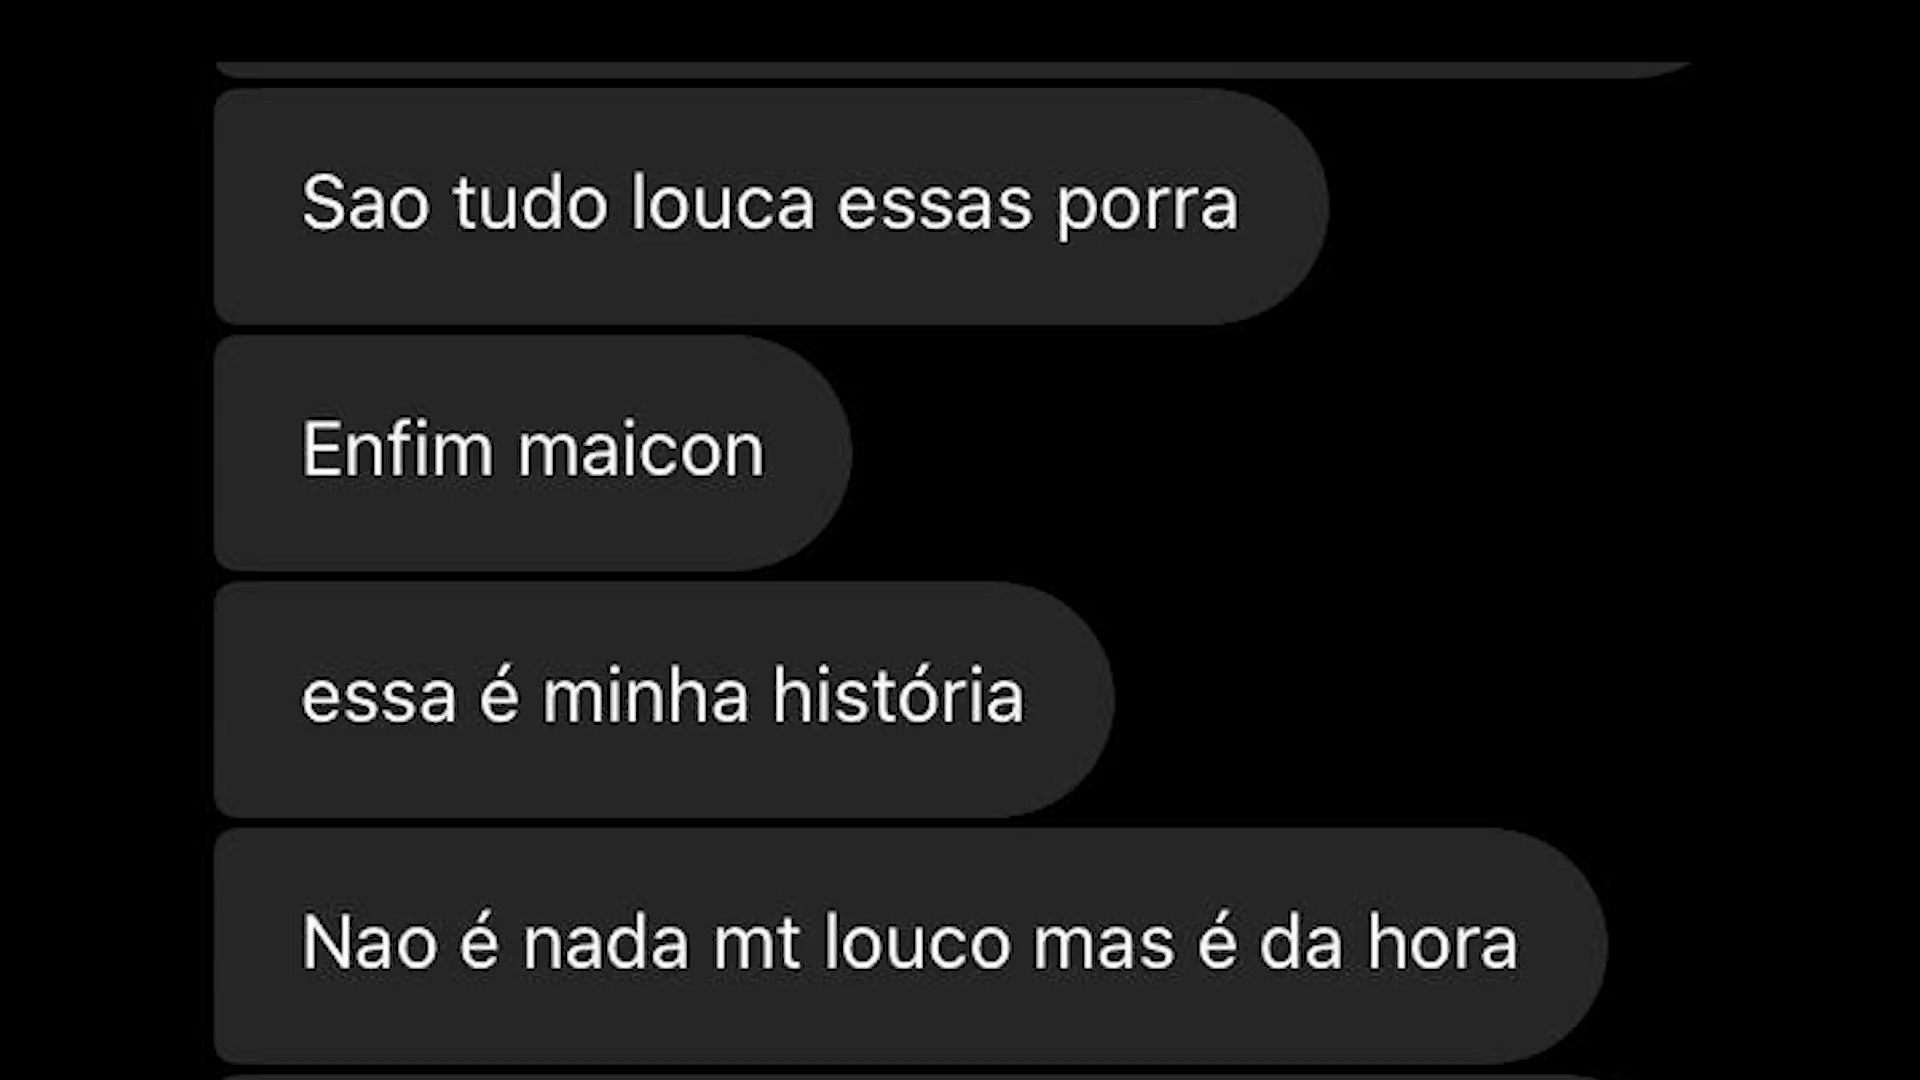 Sao tudo louca essas porra
Enfim maicon
essa é minha história
Nao é nada mt louco mas é da hora